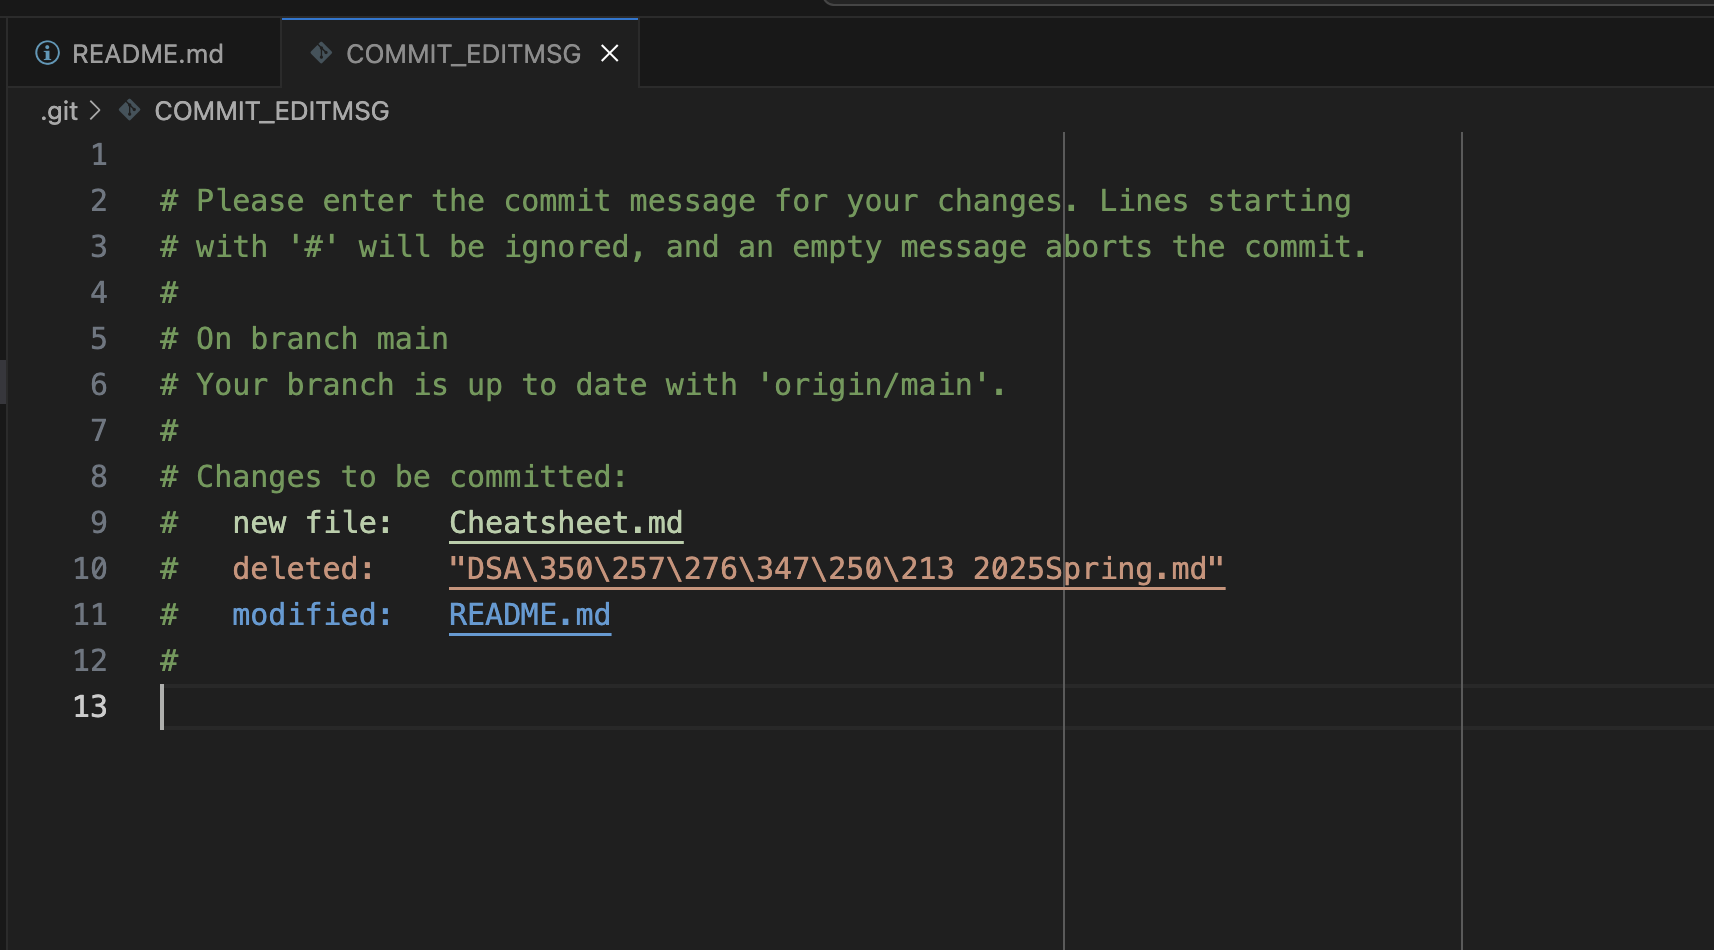 README.md COMMIT_EDITMSG
.git > COMMIT_EDITMSG
1
2 # Please enter the commit message for your changes. Lines starting
3 # with '#' will be ignored, and an empty message aborts the commit.
4 #
5 # On branch main
6 # Your branch is up to date with 'origin/main'.
7 #
8 # Changes to be committed:
9 # new file: Cheatsheet.md
10 # deleted: "DSA\350\257\276\347\250\213 2025Spring.md"
11 # modified: README.md
12 #
13